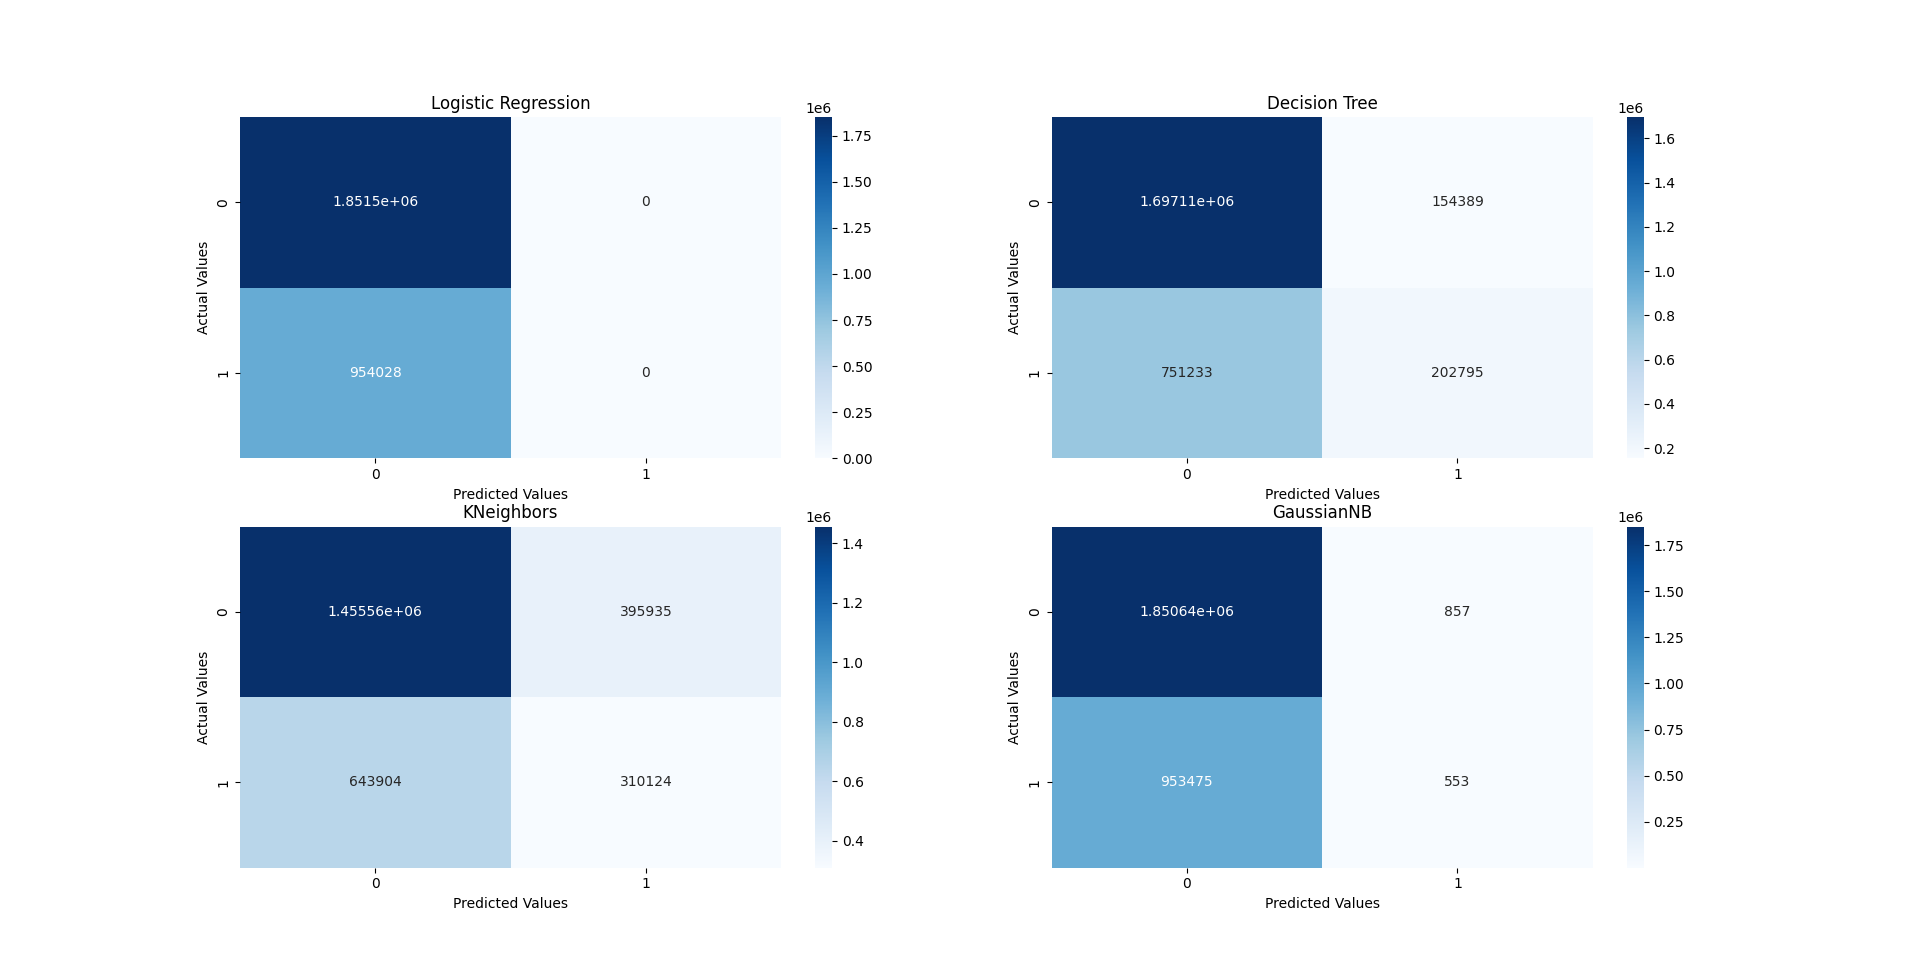 Logistic Regression
1e6
1.75
1.50
1.25
1.00
0.75
0.50
0.25
0.00
Actual Values
0
1
1.8515e+06
0
954028
0
0
1
Predicted Values
Decision Tree
1e6
1.6
1.4
1.2
1.0
0.8
0.6
0.4
0.2
Actual Values
0
1
1.69711e+06
154389
751233
202795
0
1
Predicted Values
KNeighbors
1e6
1.4
1.2
1.0
0.8
0.6
0.4
Actual Values
0
1
1.45556e+06
395935
643904
310124
0
1
Predicted Values
GaussianNB
1e6
1.75
1.50
1.25
1.00
0.75
0.50
0.25
Actual Values
0
1
1.85064e+06
857
953475
553
0
1
Predicted Values